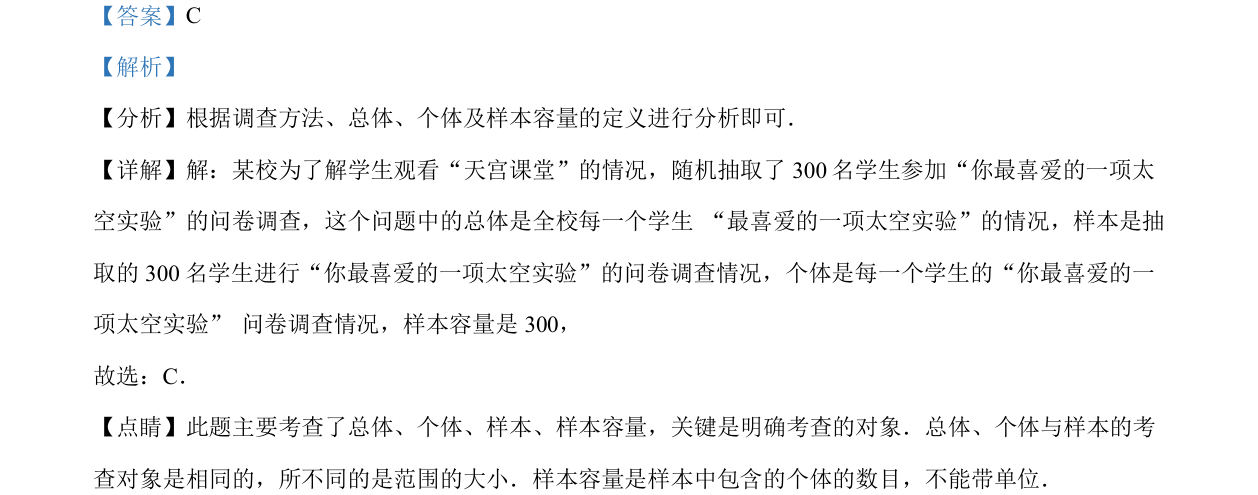 【答案】C
【解析】
【分析】根据调查方法、总体、个体及样本容量的定义进行分析即可.
【详解】解：某校为了解学生观看“天宫课堂”的情况，随机抽取了 300 名学生参加“你最喜爱的一项太
空实验”的问卷调查，这个问题中的总体是全校每一个学生 “最喜爱的一项太空实验”的情况，样本是抽
取的 300 名学生进行“你最喜爱的一项太空实验”的问卷调查情况，个体是每一个学生的“你最喜爱的一
项太空实验” 问卷调查情况，样本容量是 300，
故选：C.
【点睛】此题主要考查了总体、个体、样本、样本容量，关键是明确考查的对象. 总体、个体与样本的考
查对象是相同的，所不同的是范围的大小. 样本容量是样本中包含的个体的数目，不能带单位.